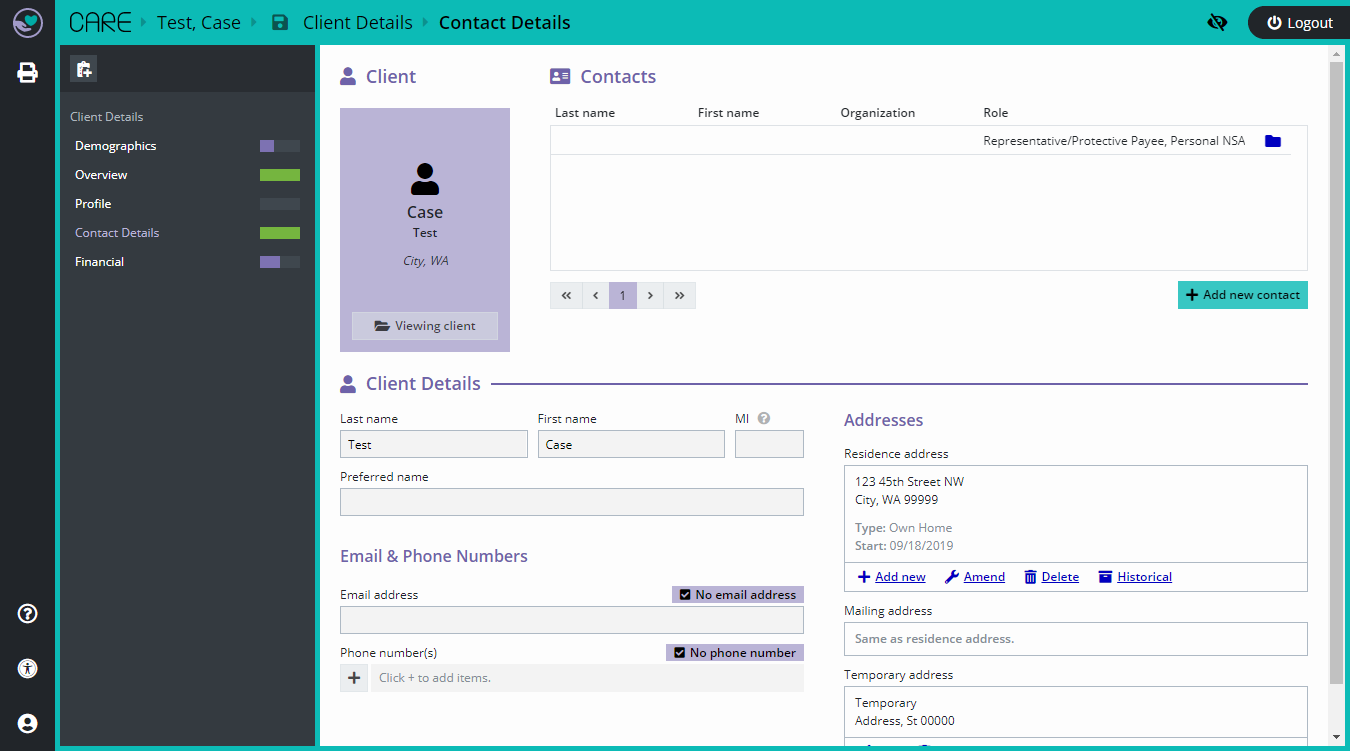 CARE Test, Case Client Details Contact Details Logout
Client Details
Demographics
Overview
Profile
Contact Details
Financial
Client
Case
Test
City, WA
Viewing client
Contacts
Last name First name Organization Role
Representative/Protective Payee, Personal NSA
1
Add new contact
Client Details
Last name First name MI
Test Case
Preferred name
Email & Phone Numbers
Email address No email address
Phone number(s) No phone number
+ Click + to add items.
Addresses
Residence address
123 45th Street NW
City, WA 99999
Type: Own Home
Start: 09/18/2019
Add new Amend Delete Historical
Mailing address
Same as residence address.
Temporary address
Temporary
Address, St 00000